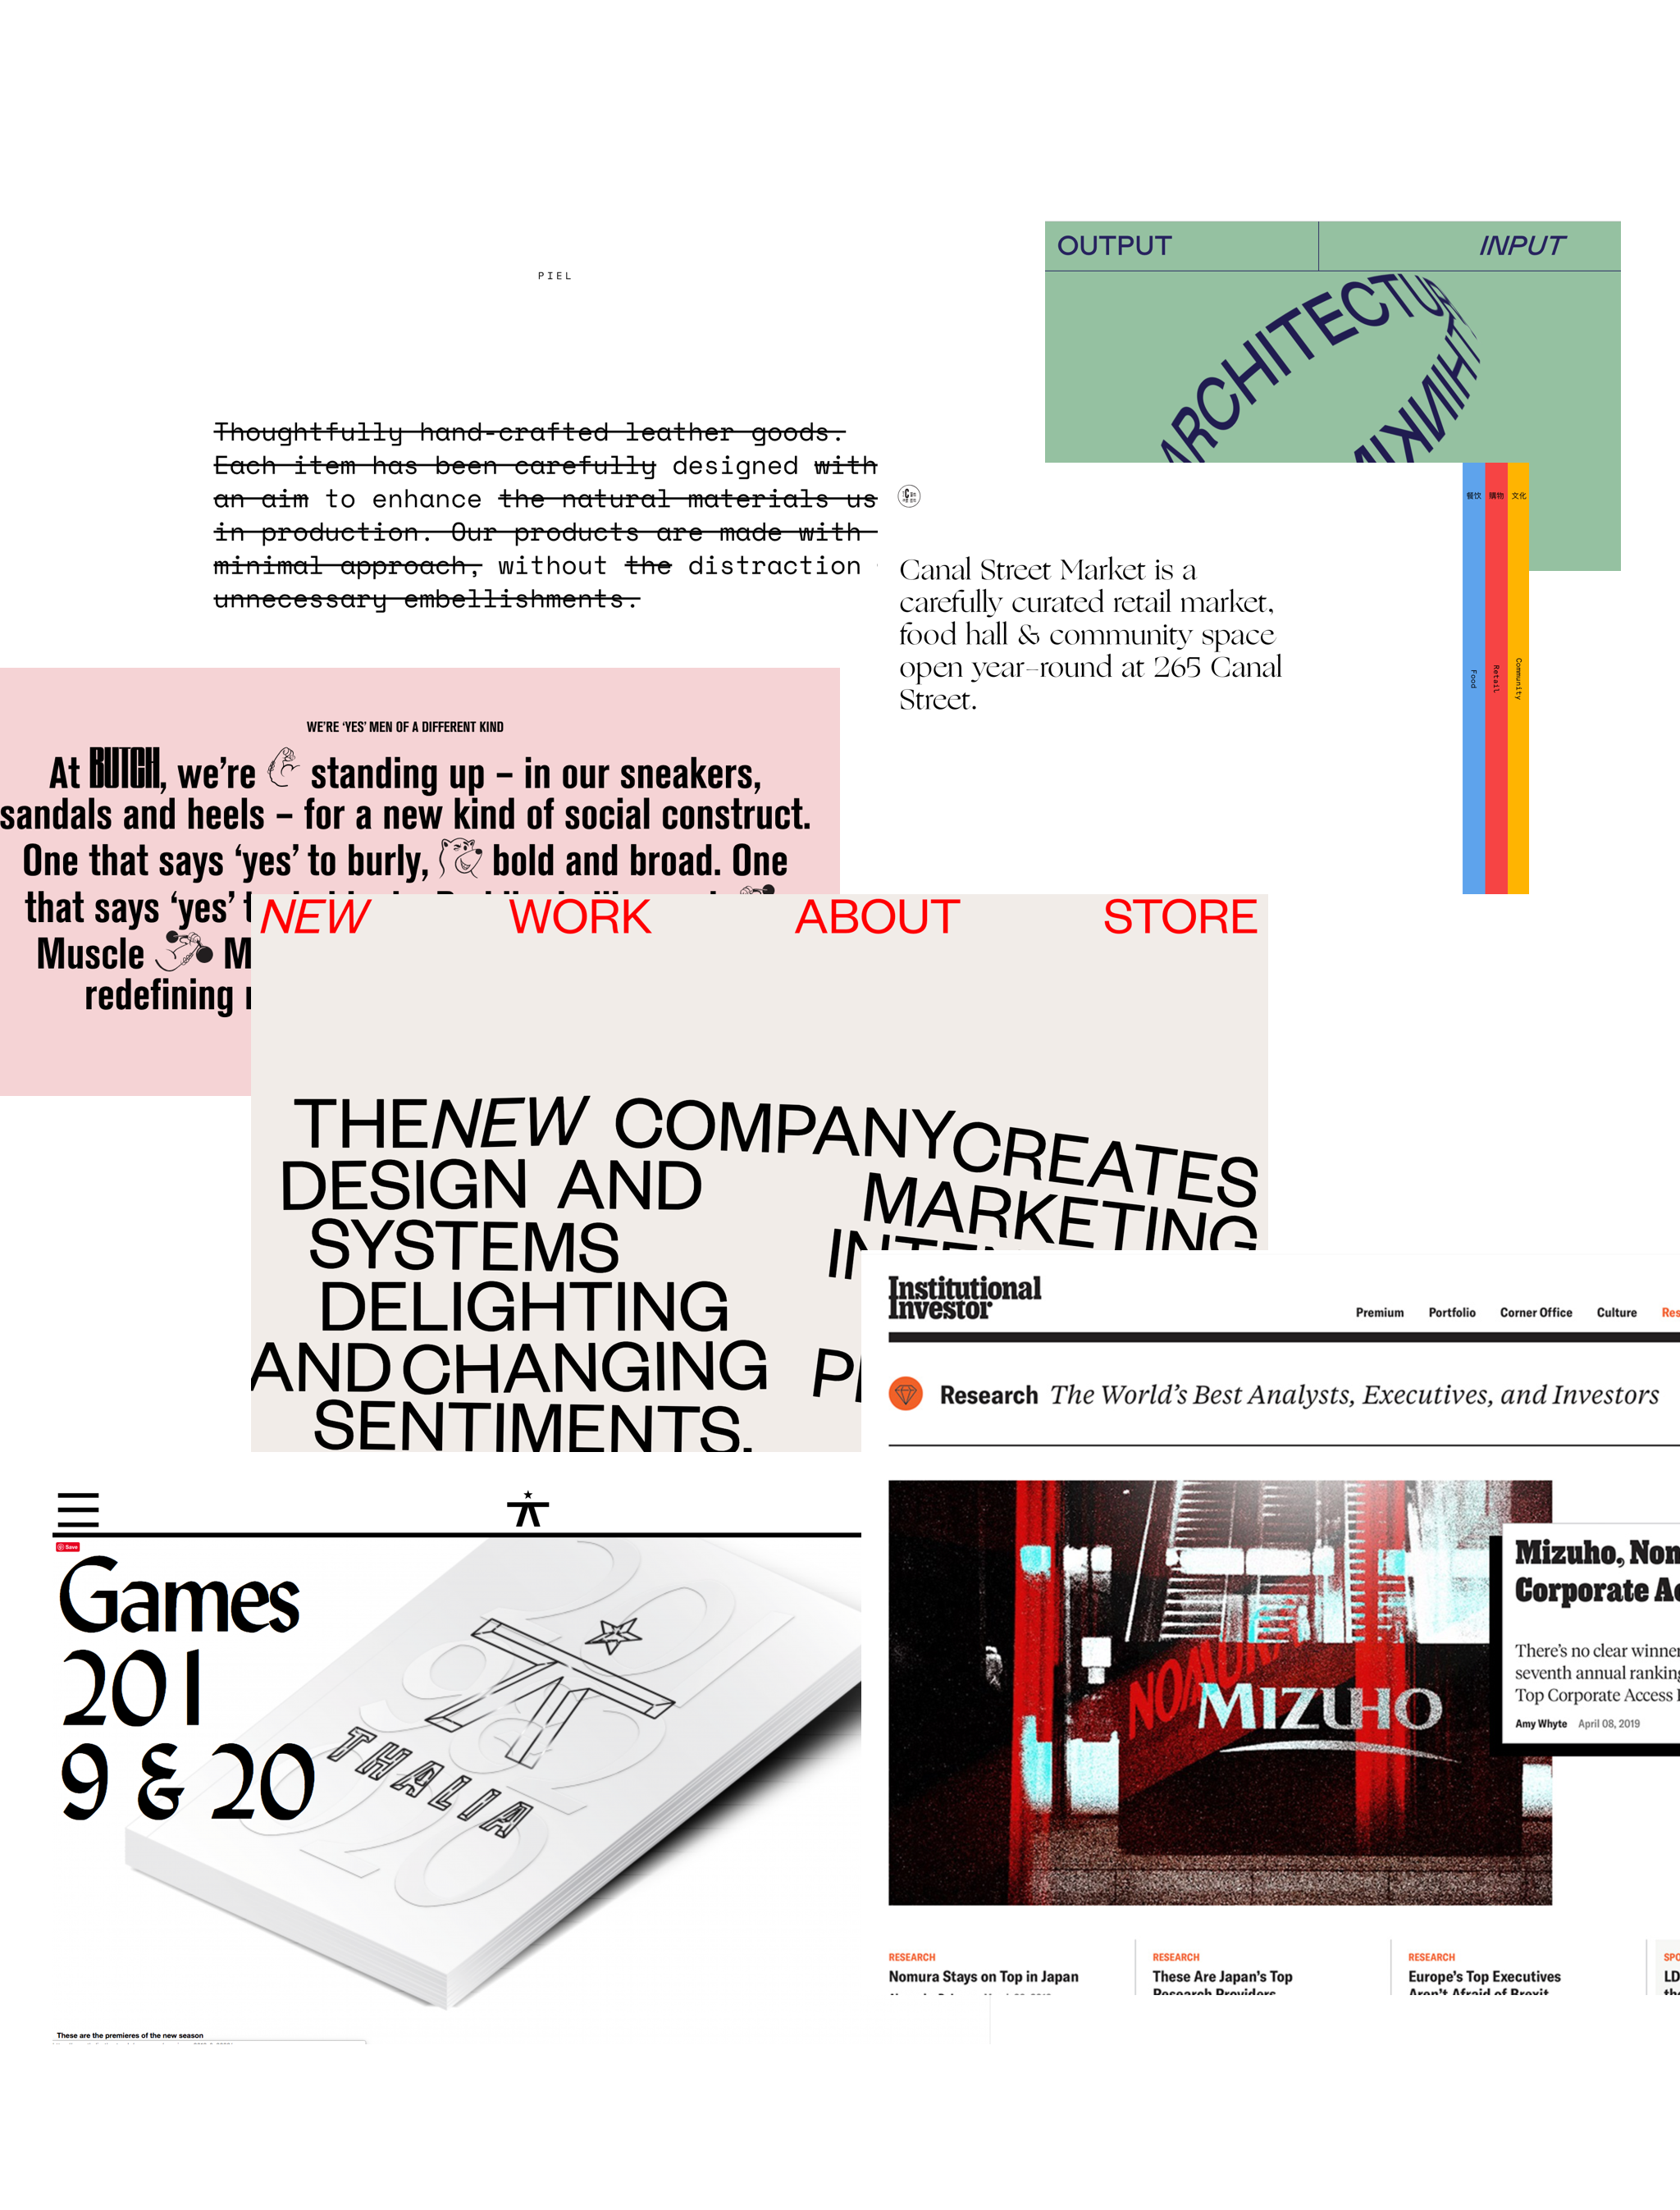 OUTPUT
INPUT
ARCHITECTUR
THINKIN
PIEL
Thoughtfully hand-crafted leather goods.
Each item has been carefully designed with
an aim to enhance the natural materials us
in production. Our products are made with
minimal approach, without the distraction
unnecessary embellishments.
餐饮 購物 文化
Food
Retail
Community
Canal Street Market is a
carefully curated retail market,
food hall & community space
open year-round at 265 Canal
Street.
WE'RE ‘YES’ MEN OF A DIFFERENT KIND
At BUTCH, we’re standing up – in our sneakers,
sandals and heels – for a new kind of social construct.
One that says ‘yes’ to burly, bold and broad. One
that says ‘yes’ t
Muscle M
redefining
NEW WORK ABOUT STORE
THE NEW COMPANY CREATES
DESIGN AND MARKETING
SYSTEMS
DELIGHTING
AND CHANGING P
SENTIMENTS.
Institutional
Investor
Premium Portfolio Corner Office Culture Res
Research The World’s Best Analysts, Executives, and Investors
NOMURA
MIZUHO
Mizuho, Nom
Corporate Ac
There’s no clear winner
seventh annual ranking
Top Corporate Access
Amy Whyte April 08, 2019
RESEARCH
Nomura Stays on Top in Japan
RESEARCH
These Are Japan’s Top
Research Providers
RESEARCH
Europe’s Top Executives
Aren’t Afraid of Brexit
SPO
LD
the
Save
Games
201
9 & 20
THALIA
These are the premieres of the new season